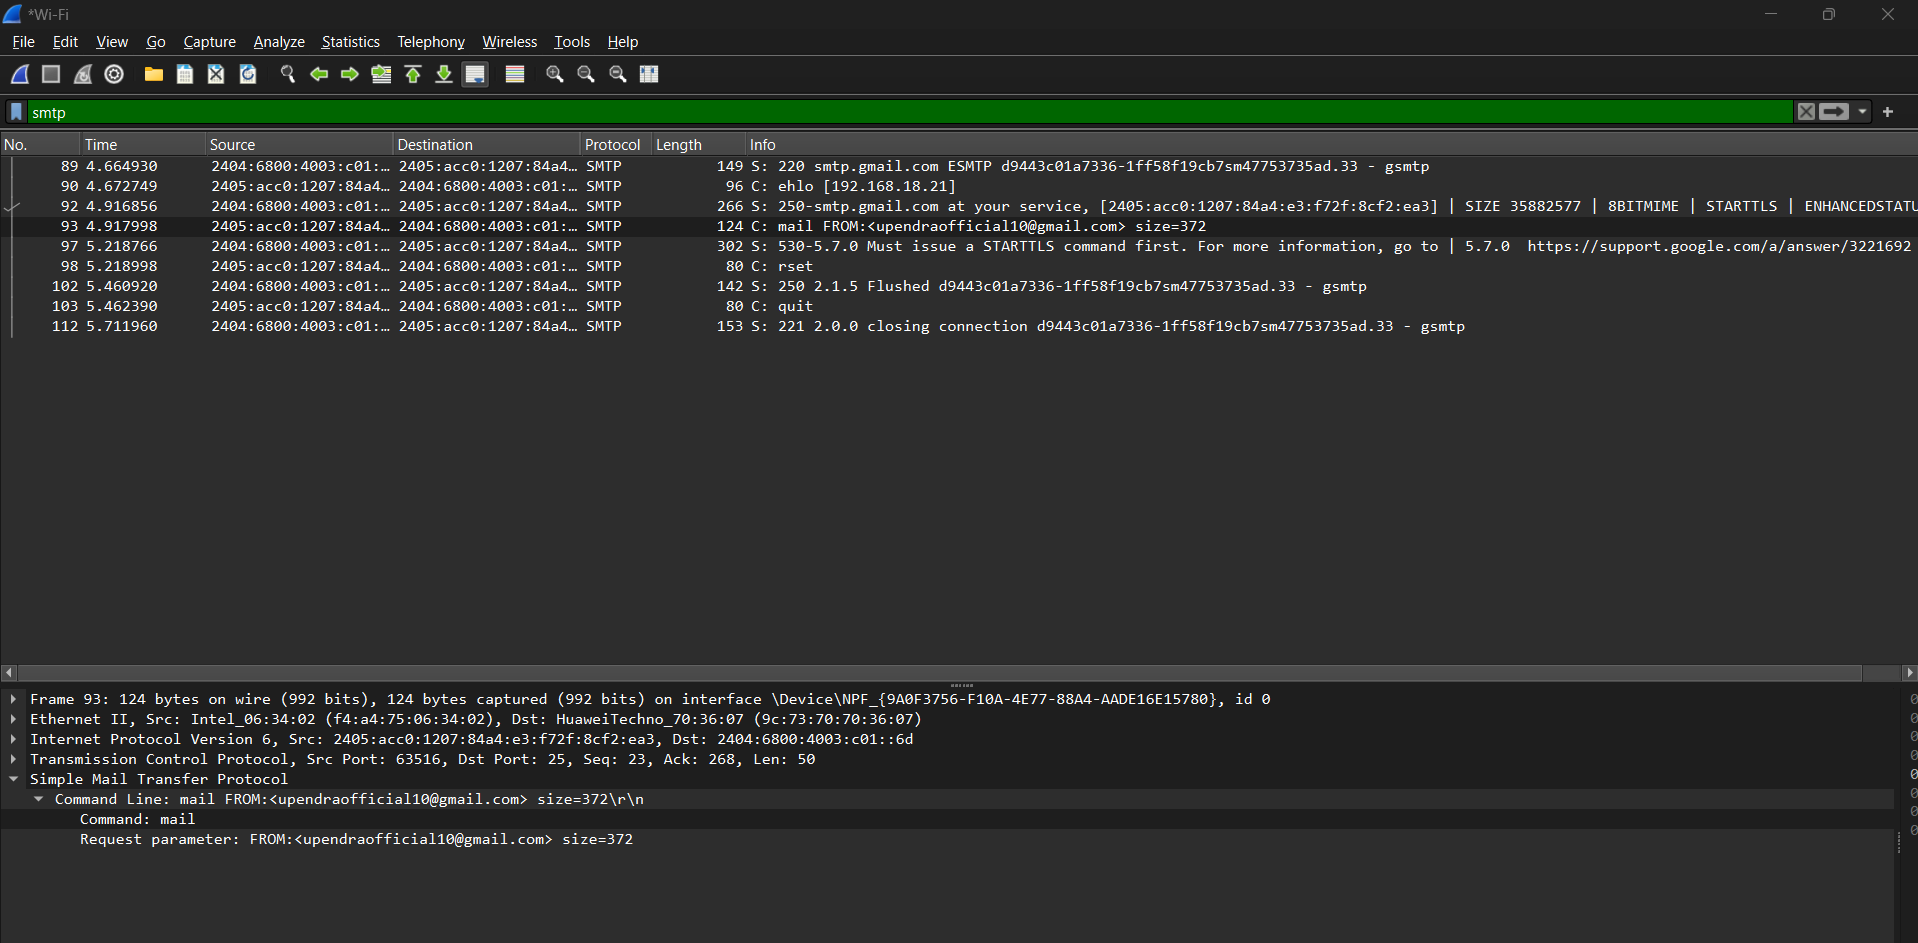 *Wi-Fi
File Edit View Go Capture Analyze Statistics Telephony Wireless Tools Help
smtp
No. Time Source Destination Protocol Length Info
89 4.664930 2404:6800:4003:c01:… 2405:acc0:1207:84a4… SMTP 149 S: 220 smtp.gmail.com ESMTP d9443c01a7336-1ff58f19cb7sm47753735ad.33 - gsmtp
90 4.672749 2405:acc0:1207:84a4… 2404:6800:4003:c01:… SMTP 96 C: ehlo [192.168.18.21]
92 4.916856 2404:6800:4003:c01:… 2405:acc0:1207:84a4… SMTP 266 S: 250-smtp.gmail.com at your service, [2405:acc0:1207:84a4:e3:f72f:8cf2:ea3] | SIZE 35882577 | 8BITMIME | STARTTLS | ENHANCEDSTATU
93 4.917998 2405:acc0:1207:84a4… 2404:6800:4003:c01:… SMTP 124 C: mail FROM:<upendraofficial10@gmail.com> size=372
97 5.218766 2404:6800:4003:c01:… 2405:acc0:1207:84a4… SMTP 302 S: 530-5.7.0 Must issue a STARTTLS command first. For more information, go to | 5.7.0 https://support.google.com/a/answer/3221692
98 5.218998 2405:acc0:1207:84a4… 2404:6800:4003:c01:… SMTP 80 C: rset
102 5.460920 2404:6800:4003:c01:… 2405:acc0:1207:84a4… SMTP 142 S: 250 2.1.5 Flushed d9443c01a7336-1ff58f19cb7sm47753735ad.33 - gsmtp
103 5.462390 2405:acc0:1207:84a4… 2404:6800:4003:c01:… SMTP 80 C: quit
112 5.711960 2404:6800:4003:c01:… 2405:acc0:1207:84a4… SMTP 153 S: 221 2.0.0 closing connection d9443c01a7336-1ff58f19cb7sm47753735ad.33 - gsmtp
Frame 93: 124 bytes on wire (992 bits), 124 bytes captured (992 bits) on interface \Device\NPF_{9A0F3756-F10A-4E77-88A4-AADE16E15780}, id 0
Ethernet II, Src: Intel_06:34:02 (f4:a4:75:06:34:02), Dst: HuaweiTechno_70:36:07 (9c:73:70:70:36:07)
Internet Protocol Version 6, Src: 2405:acc0:1207:84a4:e3:f72f:8cf2:ea3, Dst: 2404:6800:4003:c01::6d
Transmission Control Protocol, Src Port: 63516, Dst Port: 25, Seq: 23, Ack: 268, Len: 50
Simple Mail Transfer Protocol
Command Line: mail FROM:<upendraofficial10@gmail.com> size=372\r\n
Command: mail
Request parameter: FROM:<upendraofficial10@gmail.com> size=372